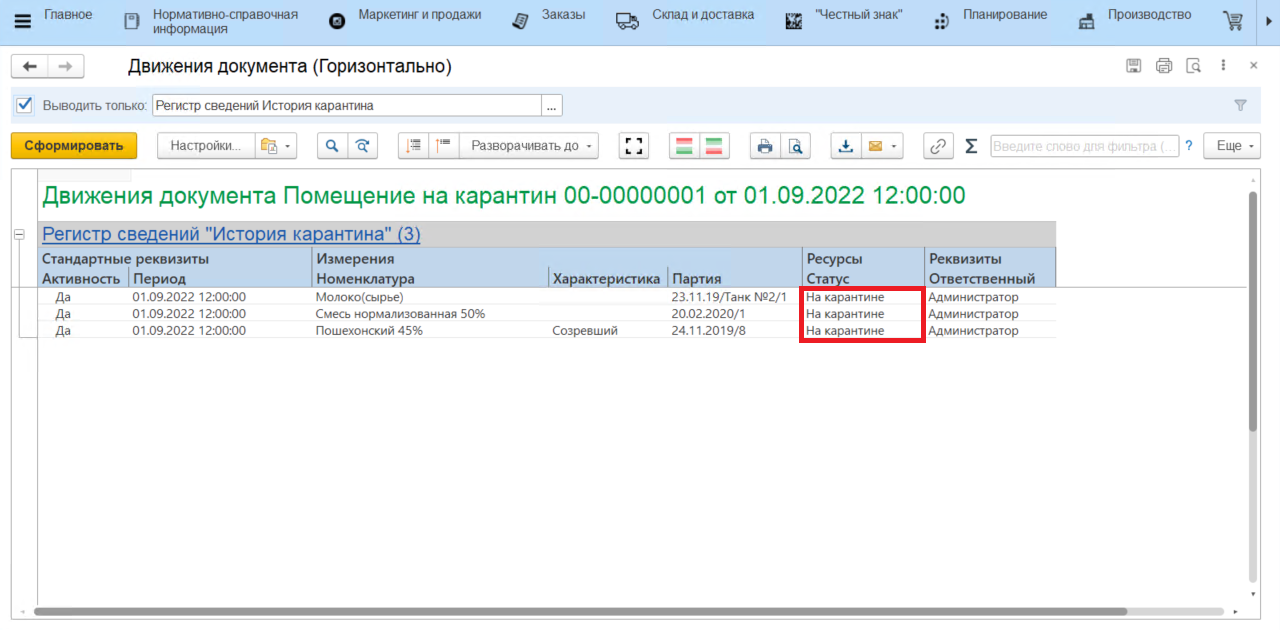 Главное
Нормативно-справочная
информация
Маркетинг и продажи
Заказы
Склад и доставка
"Честный знак"
Планирование
Производство
Движения документа (Горизонтально)
Выводить только: Регистр сведений История карантина ...
Сформировать Настройки... Разворачивать до Σ Введите слово для фильтра (... ? Еще
Движения документа Помещение на карантин 00-00000001 от 01.09.2022 12:00:00
Регистр сведений "История карантина" (3)
Стандартные реквизиты Измерения Ресурсы Реквизиты
Активность Период Номенклатура Характеристика Партия Статус Ответственный
Да 01.09.2022 12:00:00 Молоко(сырье) 23.11.19/Танк №2/1 На карантине Администратор
Да 01.09.2022 12:00:00 Смесь нормализованная 50% 20.02.2020/1 На карантине Администратор
Да 01.09.2022 12:00:00 Пошехонский 45% Созревший 24.11.2019/8 На карантине Администратор